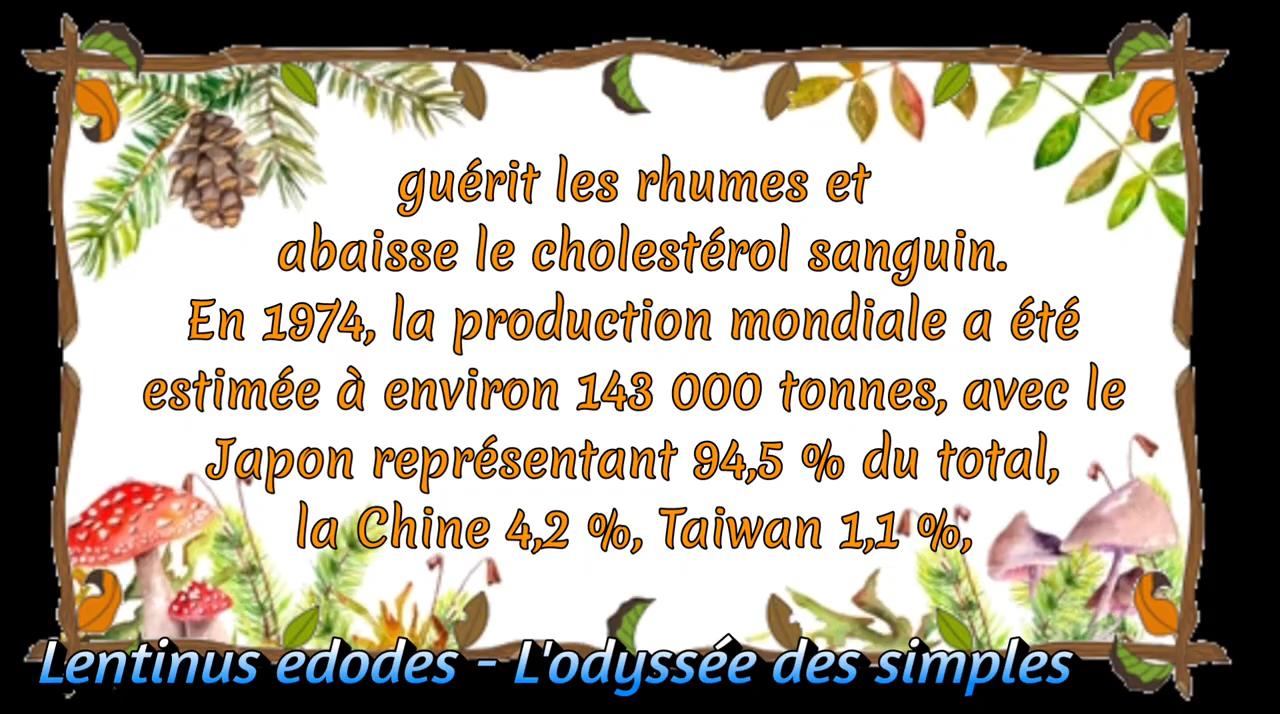 guérit les rhumes et
abaisse le cholestérol sanguin.
En 1974, la production mondiale a été
estimée à environ 143 000 tonnes, avec le
Japon représentant 94,5 % du total,
la Chine 4,2 %, Taiwan 1,1 %,
Lentinus edodes - L'odyssée des simples